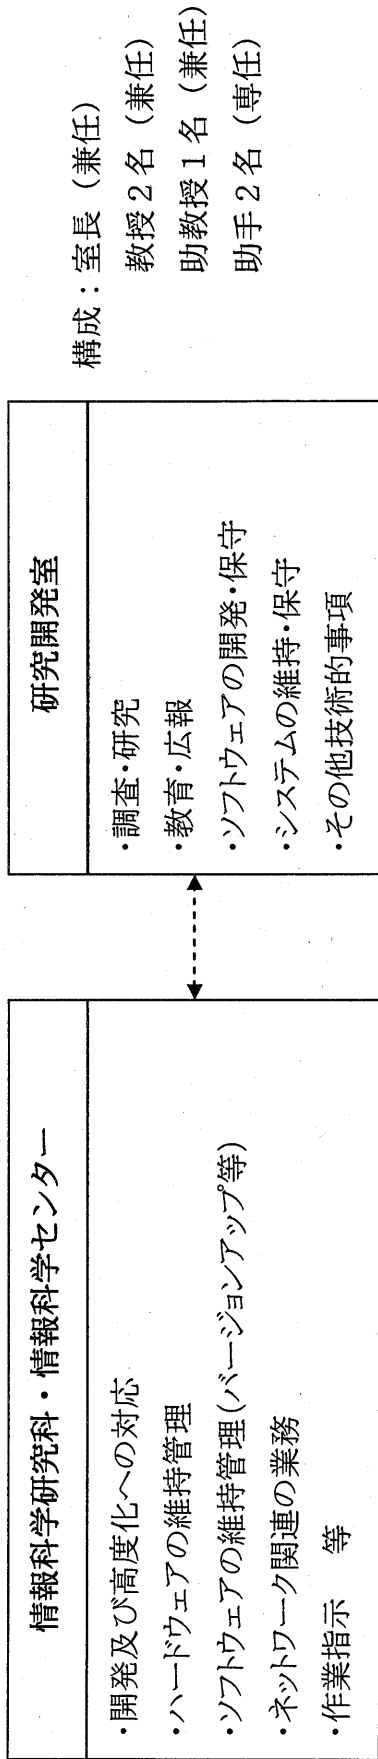 情報科学研究科・情報科学センター
・開発及び高度化への対応
・ハードウェアの維持管理
・ソフトウェアの維持管理(バージョンアップ等)
・ネットワーク関連の業務
・作業指示　等
研究開発室
・調査・研究
・教育・広報
・ソフトウェアの開発・保守
・システムの維持・保守
・その他技術的事項
構成：室長（兼任）
教授２名（兼任）
助教授１名（兼任）
助手２名（専任）